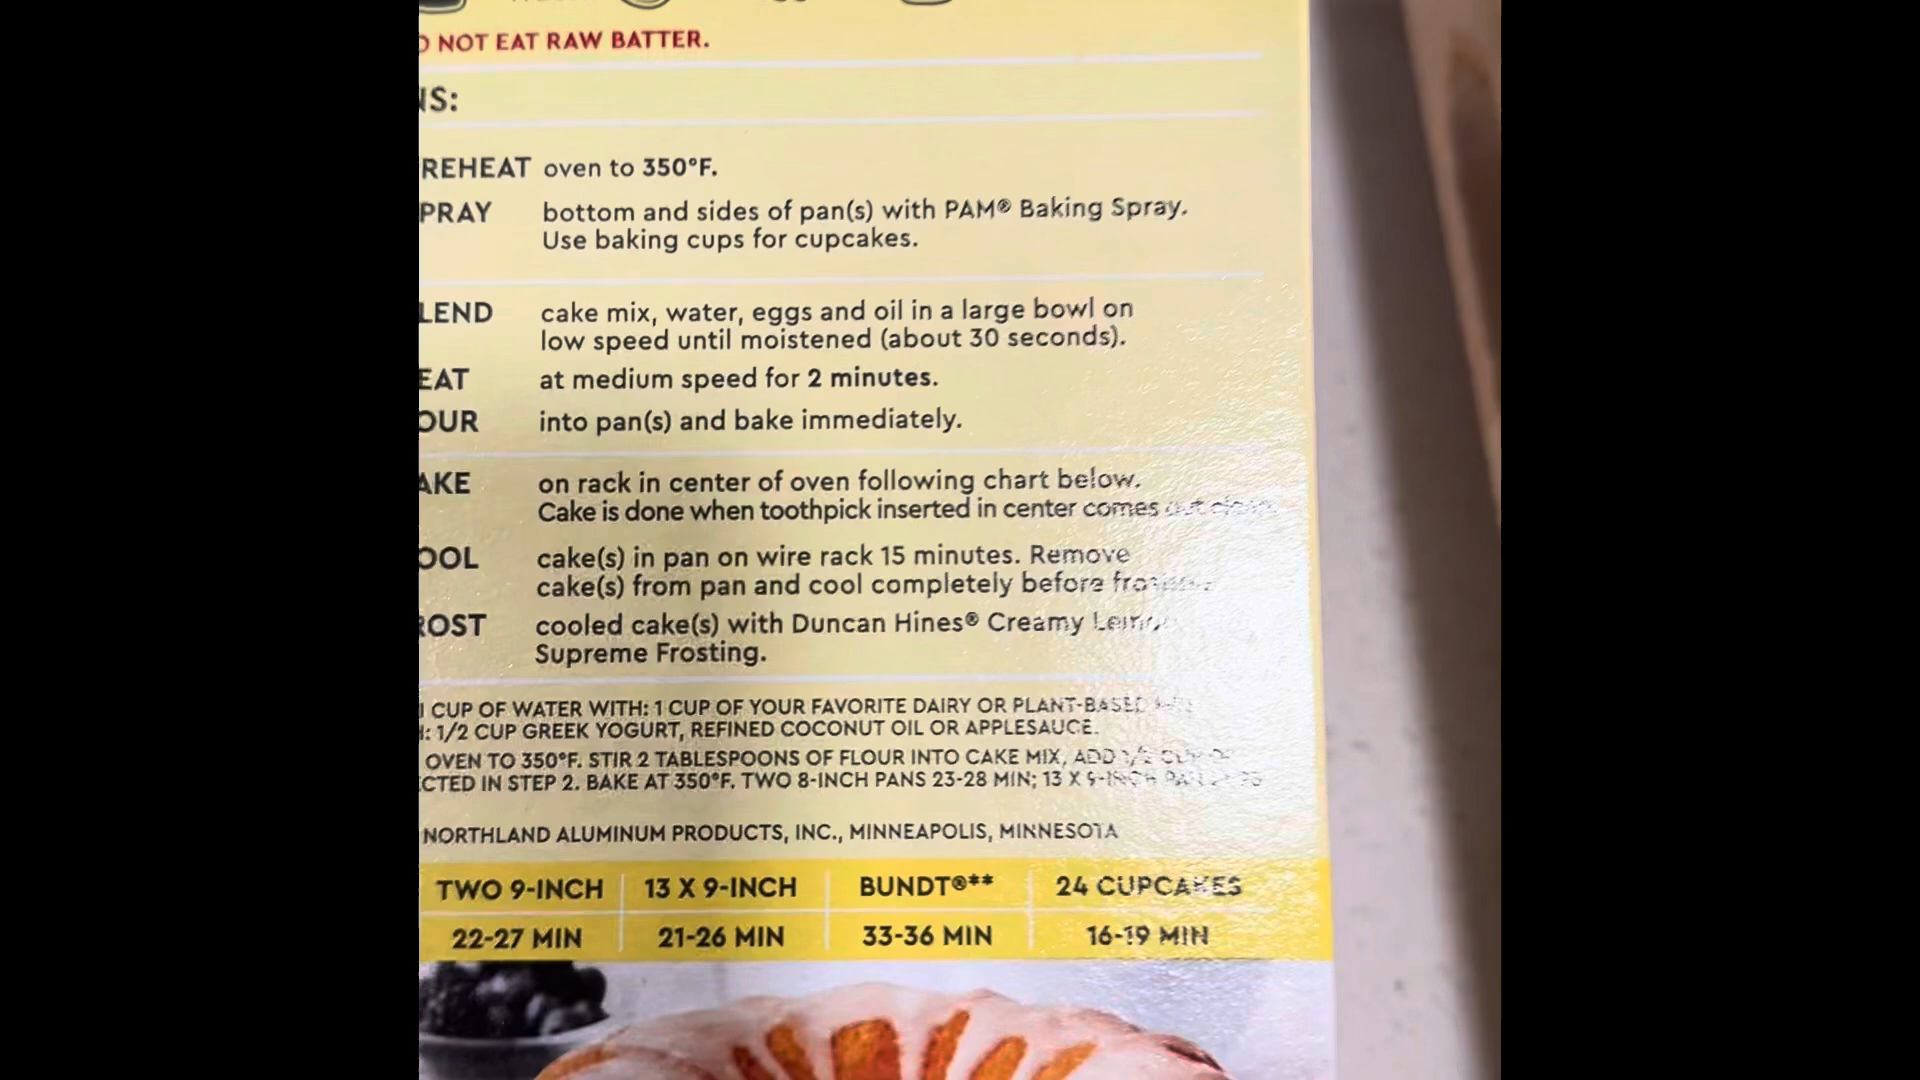 NOT EAT RAW BATTER.
NS:
REHEAT oven to 350°F.
PRAY bottom and sides of pan(s) with PAM® Baking Spray.
Use baking cups for cupcakes.
LEND cake mix, water, eggs and oil in a large bowl on
low speed until moistened (about 30 seconds).
EAT at medium speed for 2 minutes.
OUR into pan(s) and bake immediately.
AKE on rack in center of oven following chart below.
Cake is done when toothpick inserted in center comes out clean.
OOL cake(s) in pan on wire rack 15 minutes. Remove
cake(s) from pan and cool completely before
ROST cooled cake(s) with Duncan Hines® Creamy Lemon
Supreme Frosting.
1 CUP OF WATER WITH: 1 CUP OF YOUR FAVORITE DAIRY OR PLANT-BASED
: 1/2 CUP GREEK YOGURT, REFINED COCONUT OIL OR APPLESAUCE.
OVEN TO 350°F. STIR 2 TABLESPOONS OF FLOUR INTO CAKE MIX, ADD
CTED IN STEP 2. BAKE AT 350°F. TWO 8-INCH PANS 23-28 MIN; 13 X 9-INCH
NORTHLAND ALUMINUM PRODUCTS, INC., MINNEAPOLIS, MINNESOTA
TWO 9-INCH 13 X 9-INCH BUNDT®** 24 CUPCAKES
22-27 MIN 21-26 MIN 33-36 MIN 16-19 MIN